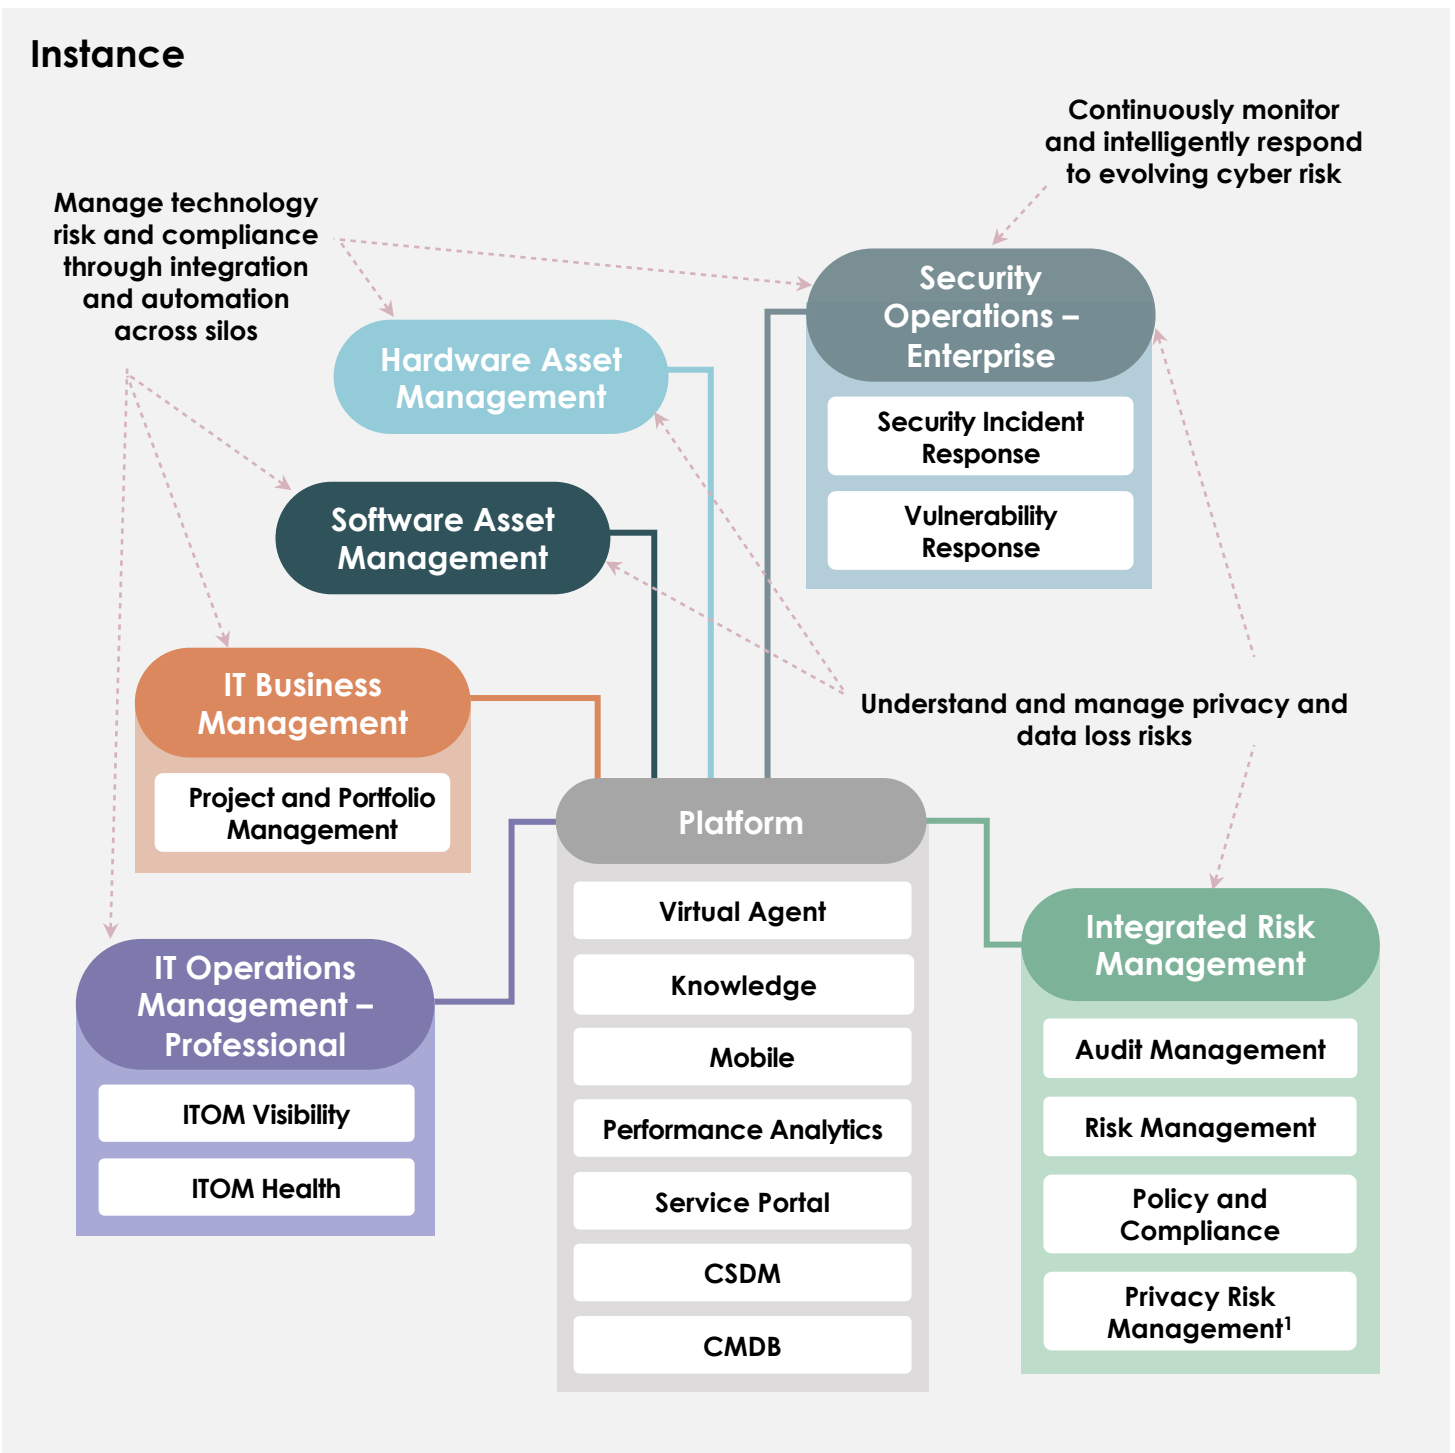 Instance
Continuously monitor
and intelligently respond
to evolving cyber risk
Manage technology
risk and compliance
through integration
and automation
across silos
Security
Operations –
Enterprise
Security Incident
Response
Vulnerability
Response
Hardware Asset
Management
Software Asset
Management
IT Business
Management
Project and Portfolio
Management
Understand and manage privacy and
data loss risks
Platform
Virtual Agent
Knowledge
Mobile
Performance Analytics
Service Portal
CSDM
CMDB
IT Operations
Management –
Professional
ITOM Visibility
ITOM Health
Integrated Risk
Management
Audit Management
Risk Management
Policy and
Compliance
Privacy Risk
Management¹